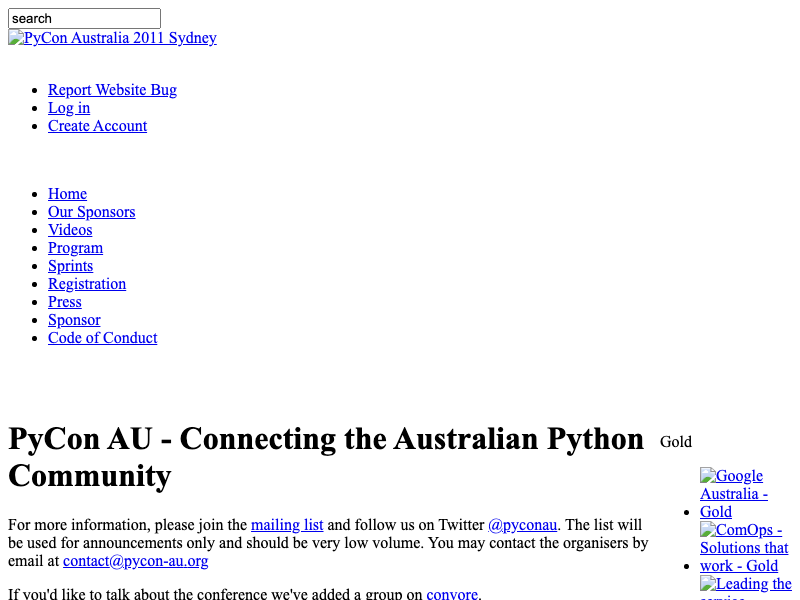 search
PyCon Australia 2011 Sydney
Report Website Bug
Log in
Create Account
Home
Our Sponsors
Videos
Program
Sprints
Registration
Press
Sponsor
Code of Conduct
PyCon AU - Connecting the Australian Python
Community
For more information, please join the mailing list and follow us on Twitter @pyconau. The list will
be used for announcements only and should be very low volume. You may contact the organisers by
email at contact@pycon-au.org
If you'd like to talk about the conference we've added a group on convore.
Gold
Google
Australia -
Gold
ComOps -
Solutions that
work - Gold
Leading the
service